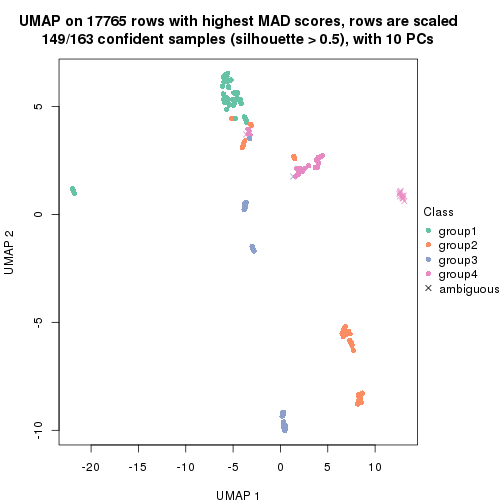 UMAP on 17765 rows with highest MAD scores, rows are scaled
149/163 confident samples (silhouette > 0.5), with 10 PCs
5
0
-5
-10
UMAP 2
-20
-15
-10
-5
0
5
10
UMAP 1
Class
group1
group2
group3
group4
ambiguous